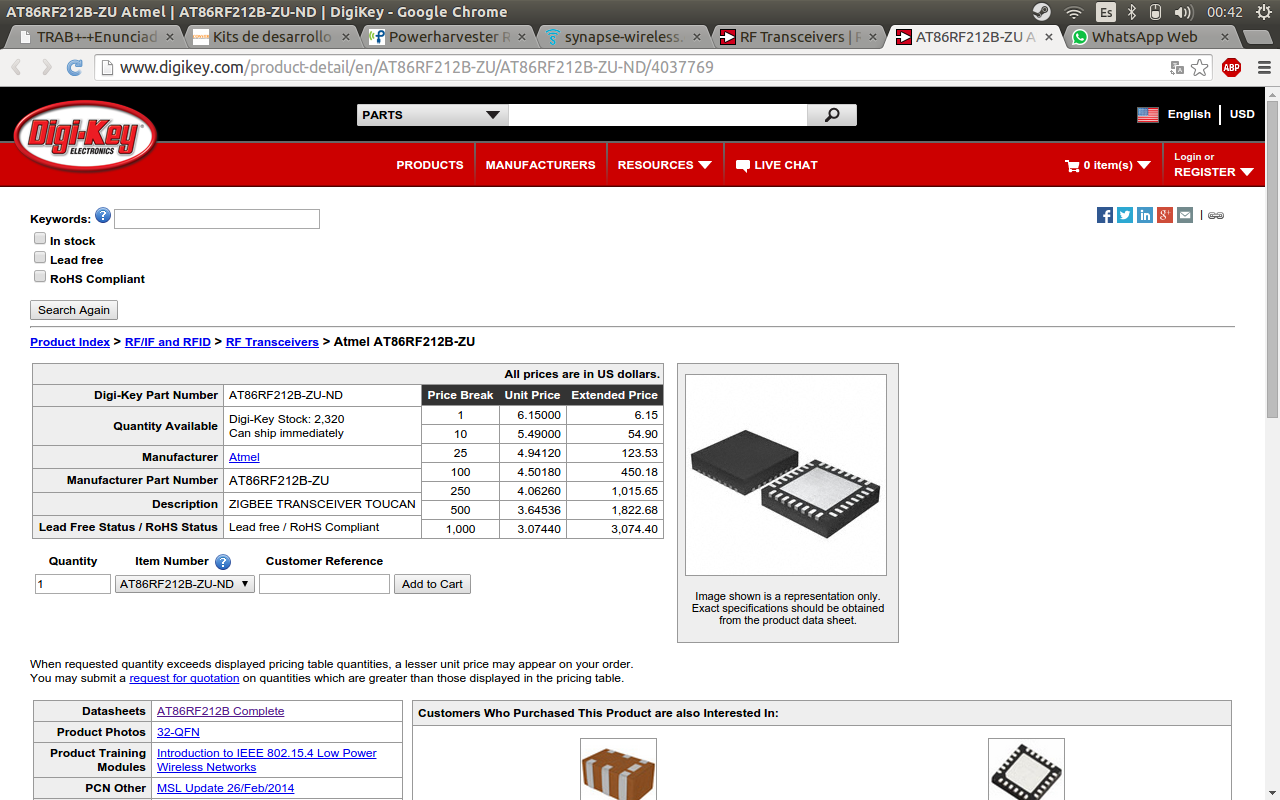 AT86RF212B-ZU Atmel | AT86RF212B-ZU-ND | DigiKey - Google Chrome
Es
00:42
TRAB+-+Enunciad
Kits de desarrollo
Powerharvester R
synapse-wireless.
RF Transceivers | R
AT86RF212B-ZU A
WhatsApp Web
www.digikey.com/product-detail/en/AT86RF212B-ZU/AT86RF212B-ZU-ND/4037769
ABP
Digi-Key
ELECTRONICS
PARTS
English
USD
PRODUCTS
MANUFACTURERS
RESOURCES
LIVE CHAT
0 item(s)
Login or
REGISTER
Keywords:
In stock
Lead free
RoHS Compliant
Search Again
Product Index > RF/IF and RFID > RF Transceivers > Atmel AT86RF212B-ZU
All prices are in US dollars.
Digi-Key Part Number AT86RF212B-ZU-ND
Quantity Available Digi-Key Stock: 2,320
Can ship immediately
Manufacturer Atmel
Manufacturer Part Number AT86RF212B-ZU
Description ZIGBEE TRANSCEIVER TOUCAN
Lead Free Status / RoHS Status Lead free / RoHS Compliant
Price Break Unit Price Extended Price
1 6.15000 6.15
10 5.49000 54.90
25 4.94120 123.53
100 4.50180 450.18
250 4.06260 1,015.65
500 3.64536 1,822.68
1,000 3.07440 3,074.40
Quantity Item Number Customer Reference
1 AT86RF212B-ZU-ND Add to Cart
Image shown is a representation only.
Exact specifications should be obtained
from the product data sheet.
When requested quantity exceeds displayed pricing table quantities, a lesser unit price may appear on your order.
You may submit a request for quotation on quantities which are greater than those displayed in the pricing table.
Datasheets AT86RF212B Complete
Product Photos 32-QFN
Product Training Modules Introduction to IEEE 802.15.4 Low Power
Wireless Networks
PCN Other MSL Update 26/Feb/2014
Customers Who Purchased This Product are also Interested In: